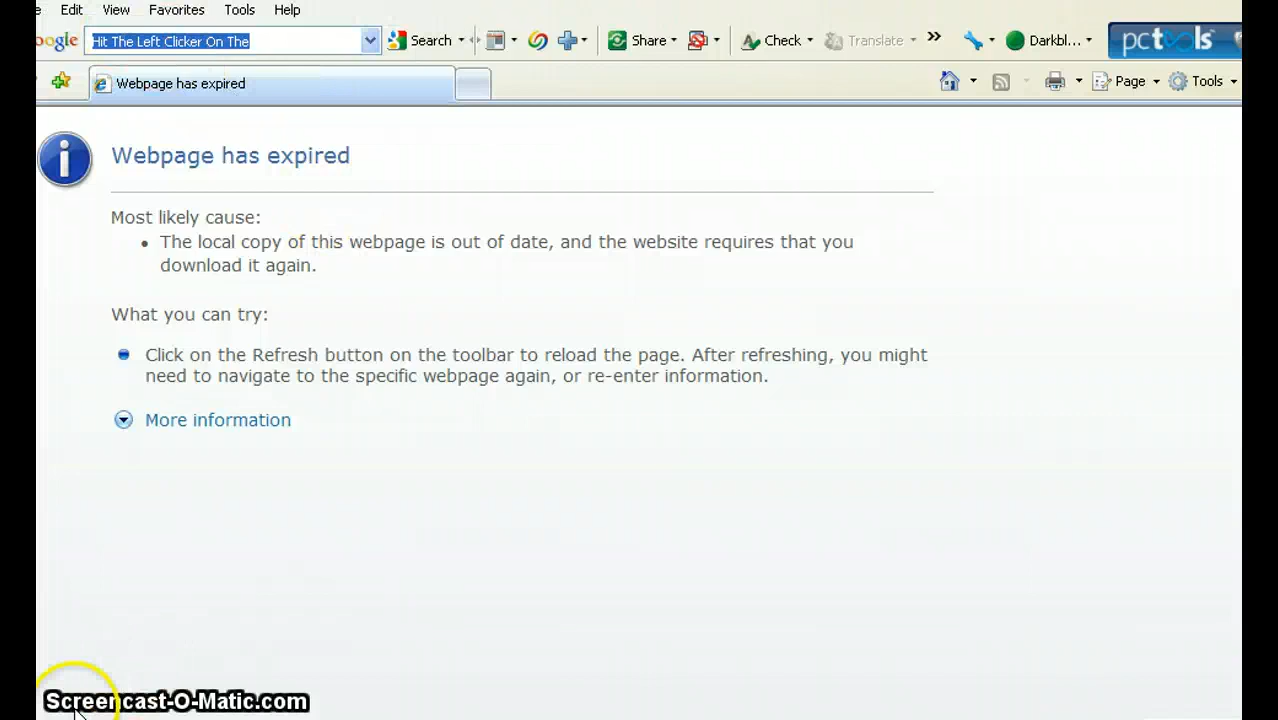 Edit View Favorites Tools Help
oogle Hit The Left Clicker On The Search Share Check Translate » Darkbl... pctools
Webpage has expired Page Tools
Webpage has expired
Most likely cause:
• The local copy of this webpage is out of date, and the website requires that you
download it again.
What you can try:
Click on the Refresh button on the toolbar to reload the page. After refreshing, you might
need to navigate to the specific webpage again, or re-enter information.
More information
Screencast-O-Matic.com